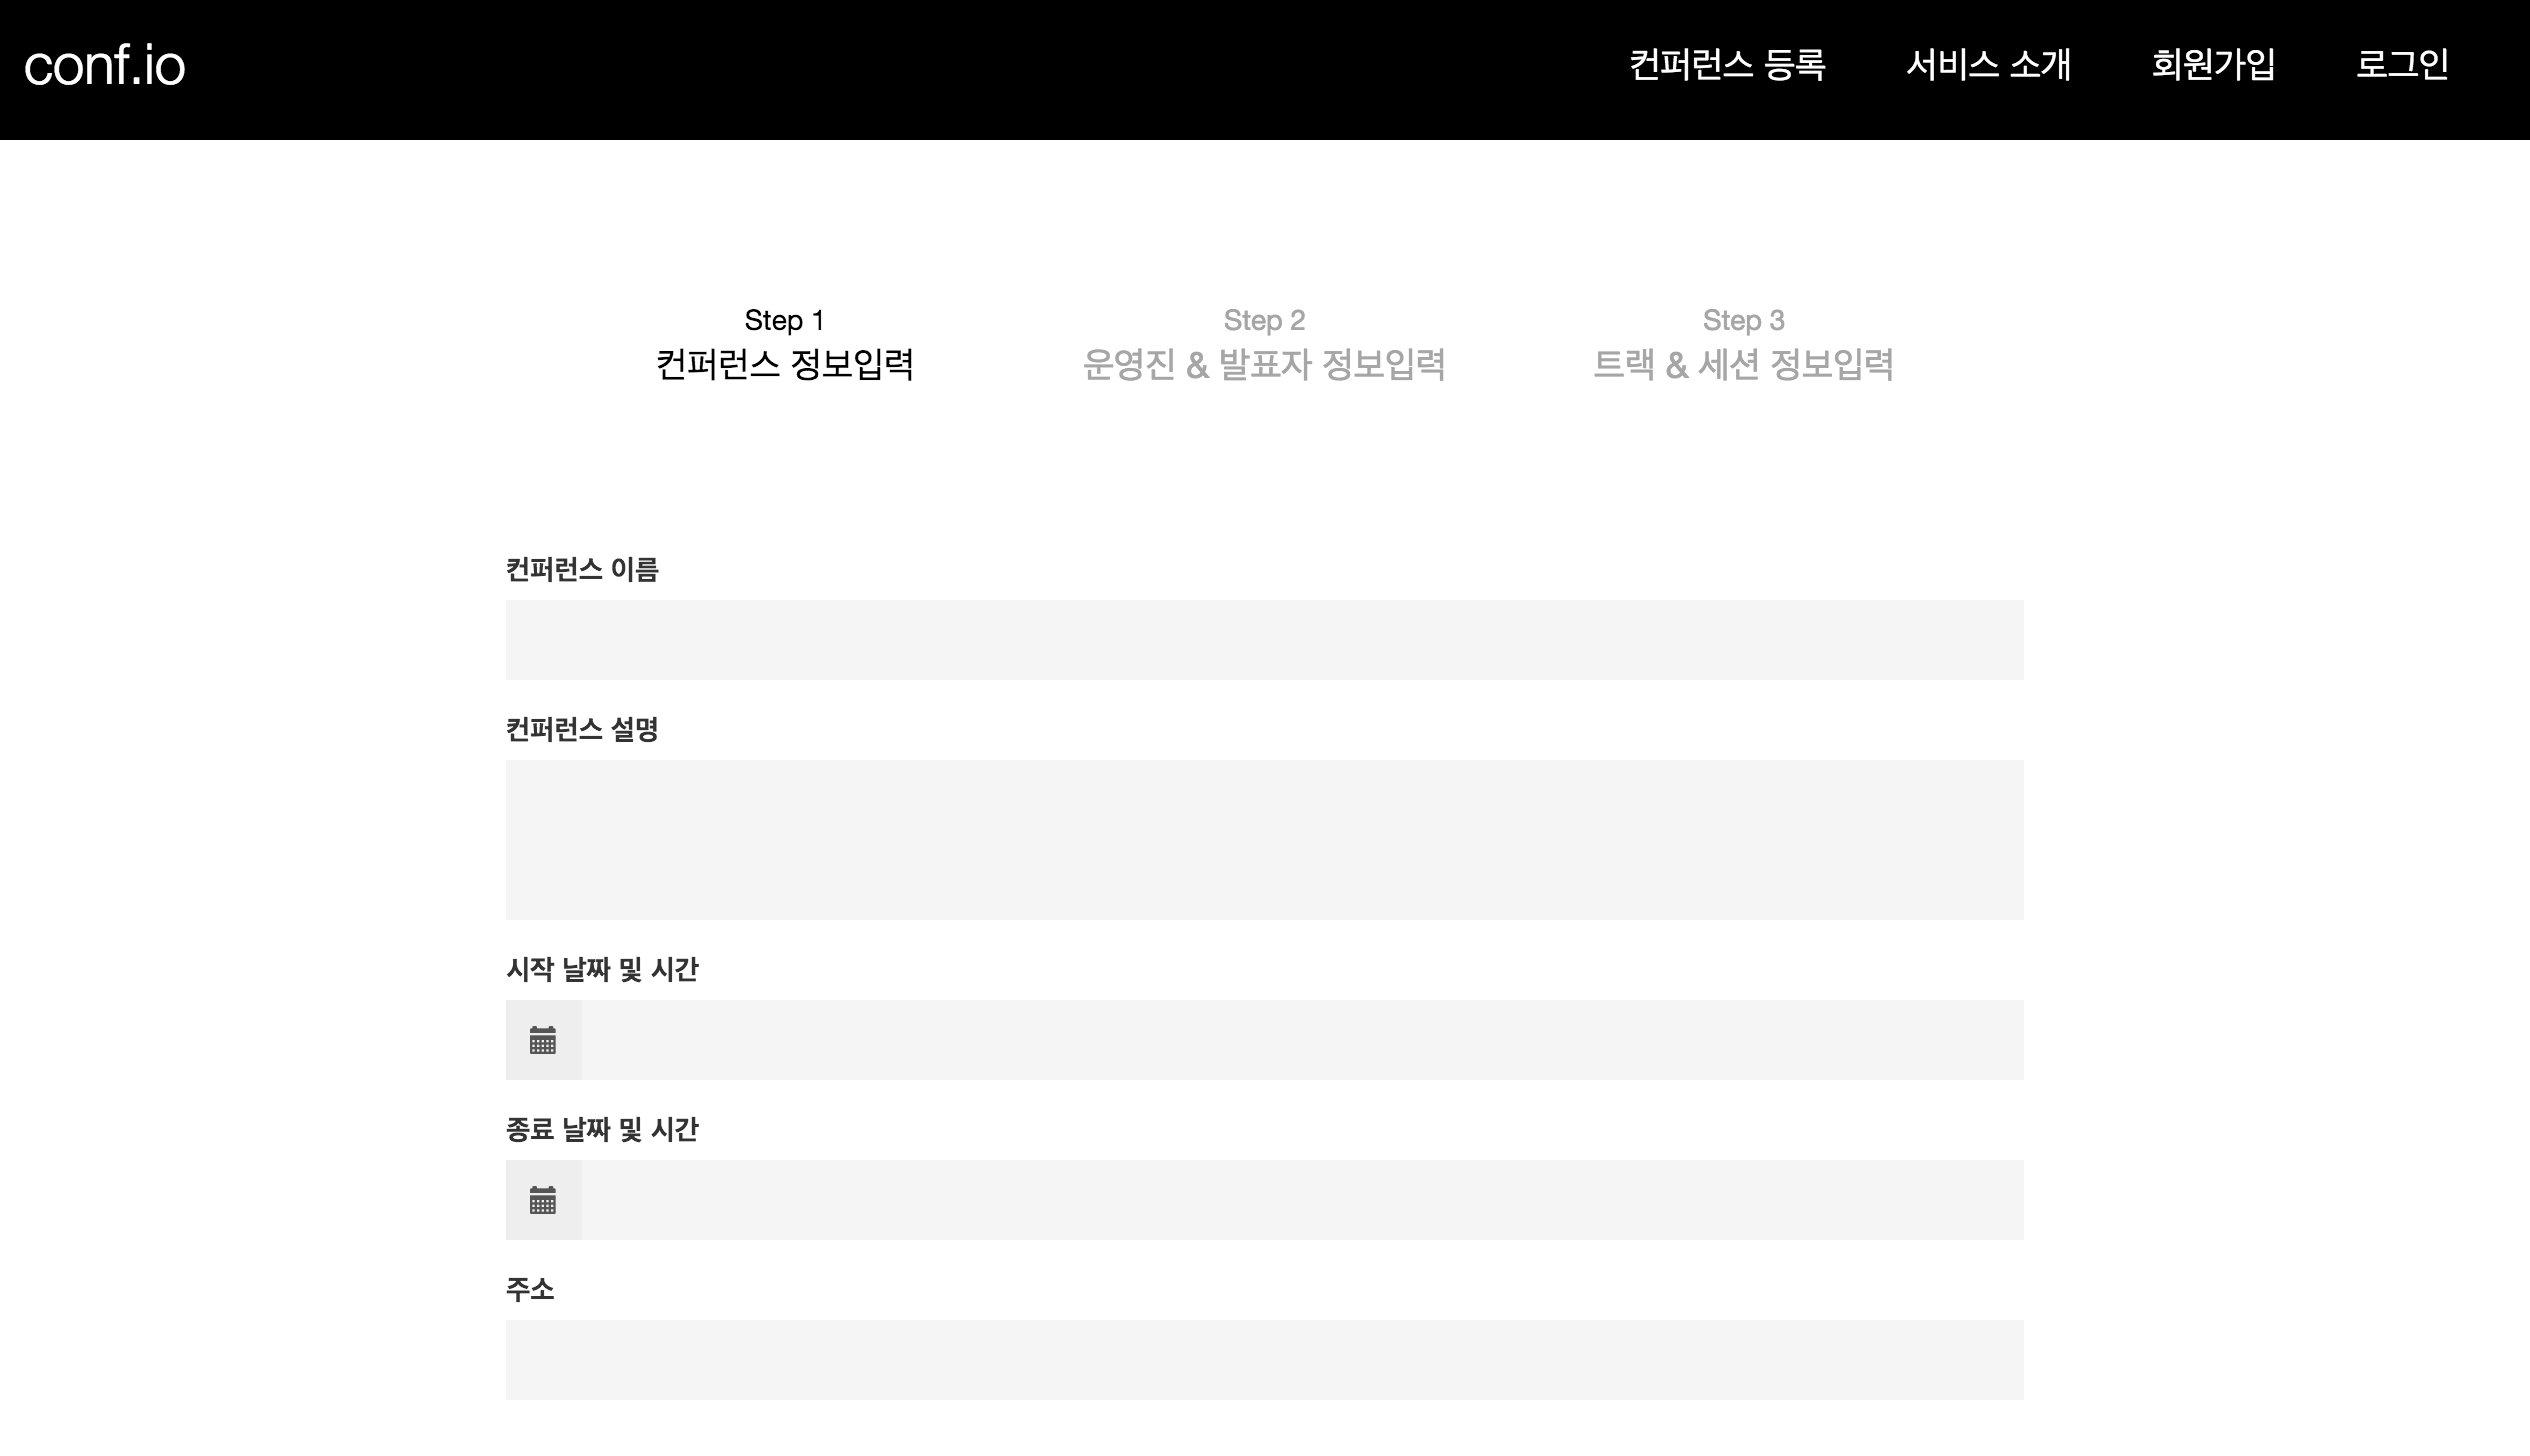 conf.io
컨퍼런스 등록
서비스 소개
회원가입
로그인
Step 1
컨퍼런스 정보입력
Step 2
운영진 & 발표자 정보입력
Step 3
트랙 & 세션 정보입력
컨퍼런스 이름
컨퍼런스 설명
시작 날짜 및 시간
종료 날짜 및 시간
주소